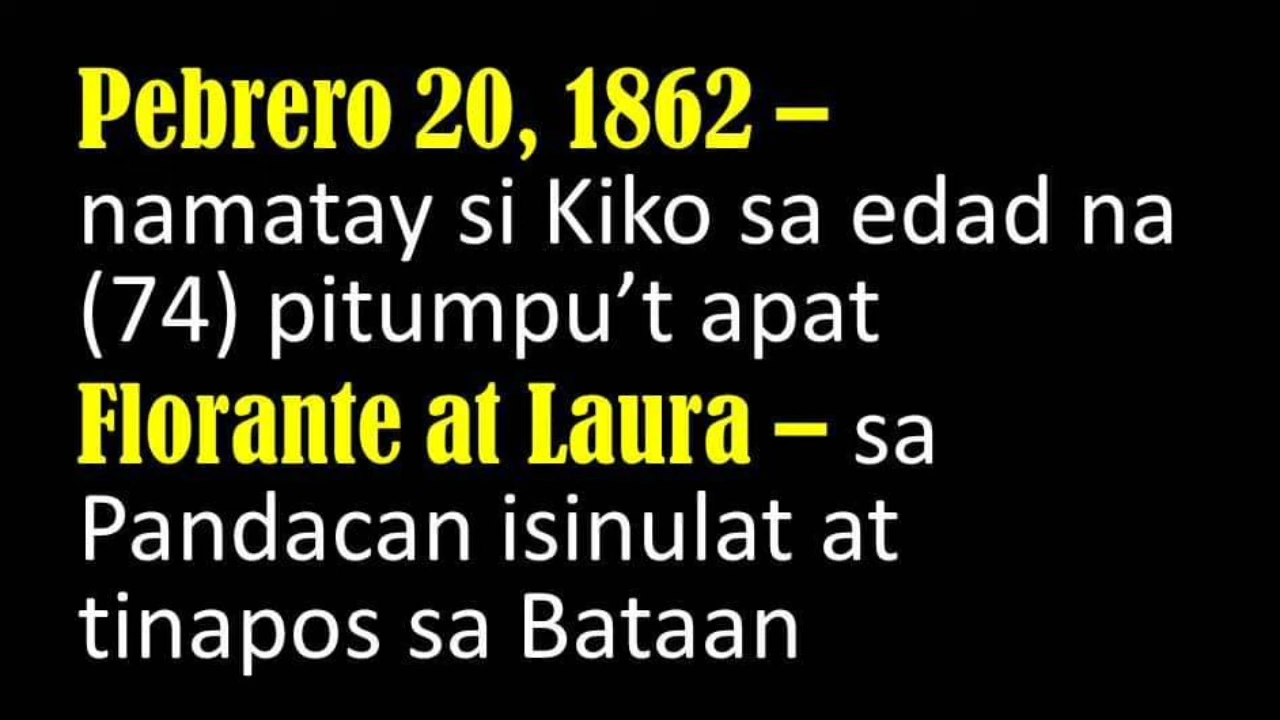 Pebrero 20, 1862 –
namatay si Kiko sa edad na
(74) pitumpu’t apat
Florante at Laura – sa
Pandacan isinulat at
tinapos sa Bataan